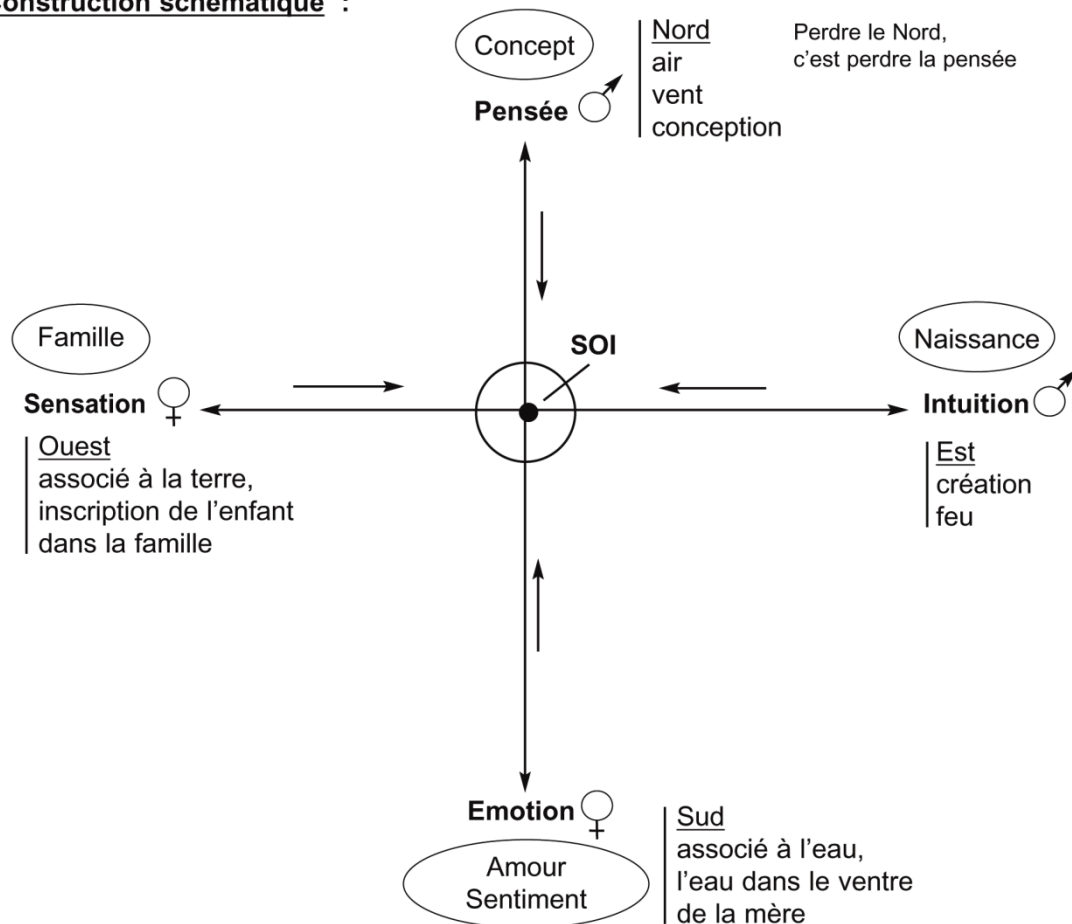 Construction schématique :
Concept
Pensée
Nord
air
vent
conception
Perdre le Nord,
c'est perdre la pensée
Famille
Sensation
Ouest
associé à la terre,
inscription de l'enfant
dans la famille
SOI
Naissance
Intuition
Est
création
feu
Emotion
Amour
Sentiment
Sud
associé à l'eau,
l'eau dans le ventre
de la mère